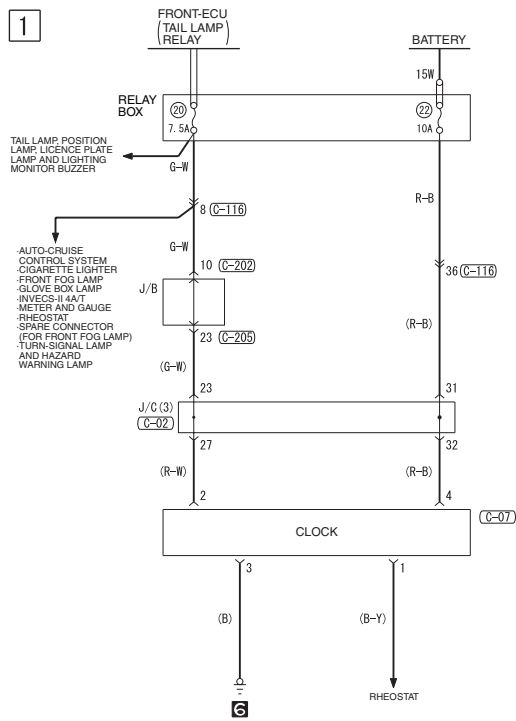 1
FRONT-ECU
(TAIL LAMP
RELAY)
BATTERY
15W
RELAY
BOX
20
7.5A
22
10A
TAIL LAMP, POSITION
LAMP, LICENCE PLATE
LAMP AND LIGHTING
MONITOR BUZZER
G-W
R-B
8 (C-116)
·AUTO-CRUISE
CONTROL SYSTEM
·CIGARETTE LIGHTER
·FRONT FOG LAMP
·GLOVE BOX LAMP
·INVECS-II 4A/T
·METER AND GAUGE
·RHEOSTAT
·SPARE CONNECTOR
(FOR FRONT FOG LAMP)
·TURN-SIGNAL LAMP
AND HAZARD
WARNING LAMP
G-W
10 (C-202)
36 (C-116)
J/B
23 (C-205)
(R-B)
(G-W)
23
31
J/C(3)
C-02
27
32
(R-W)
(R-B)
2
4
C-07
CLOCK
3
1
(B)
(B-Y)
6
RHEOSTAT